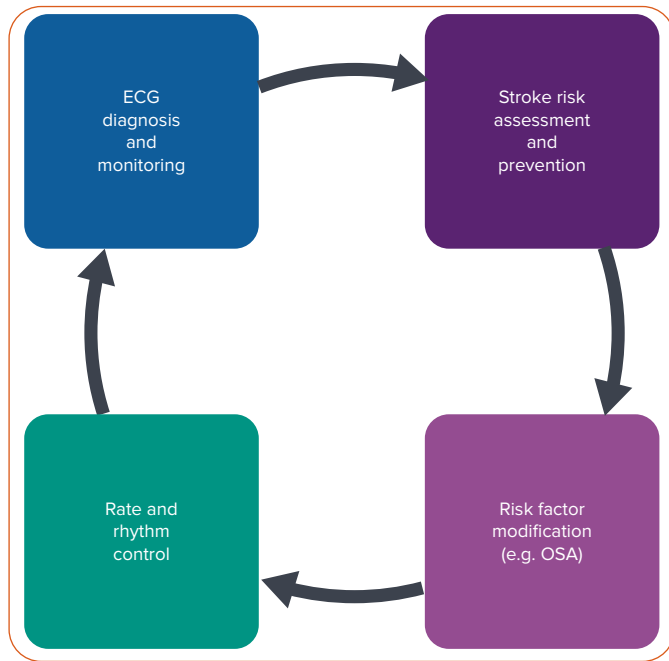 ECG
diagnosis
and
monitoring
Stroke risk
assessment
and
prevention
Risk factor
modification
(e.g. OSA)
Rate and
rhythm
control